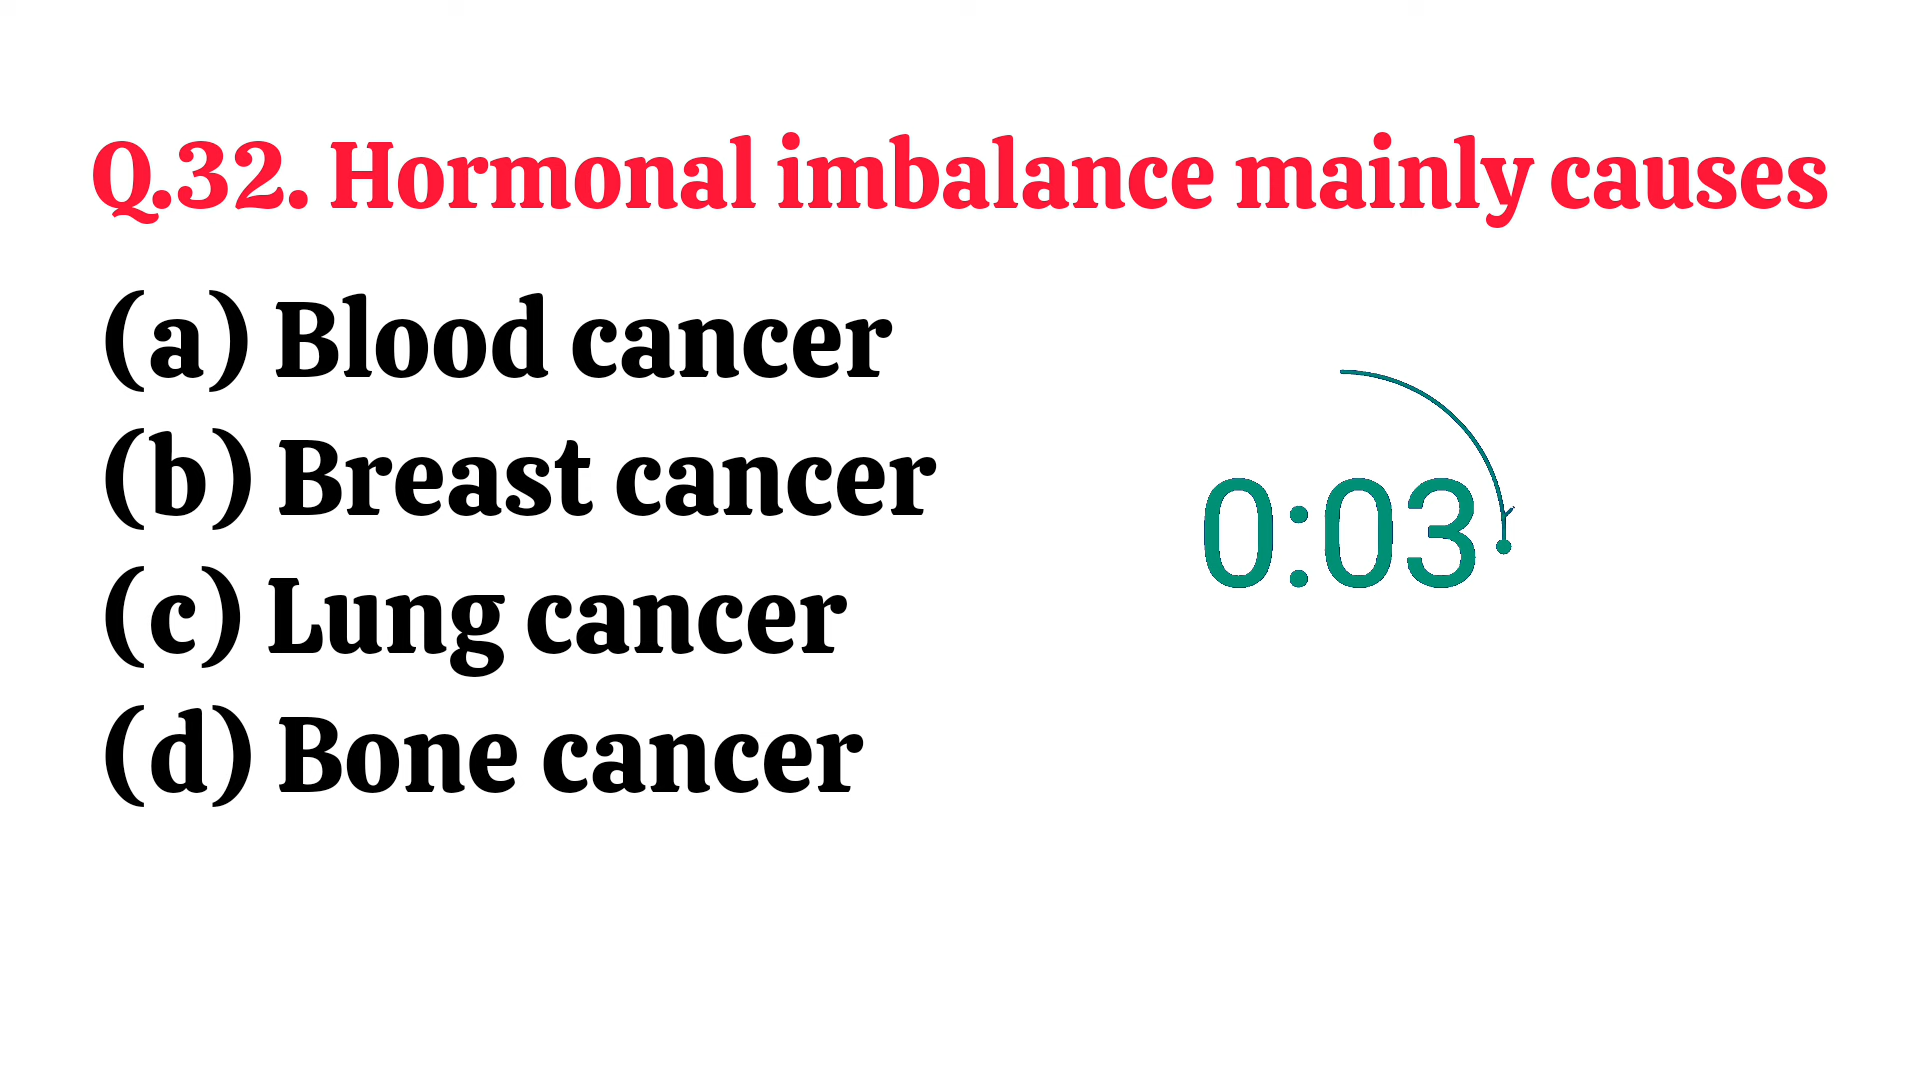 Q.32. Hormonal imbalance mainly causes
(a) Blood cancer
(b) Breast cancer
(c) Lung cancer
(d) Bone cancer
0:03